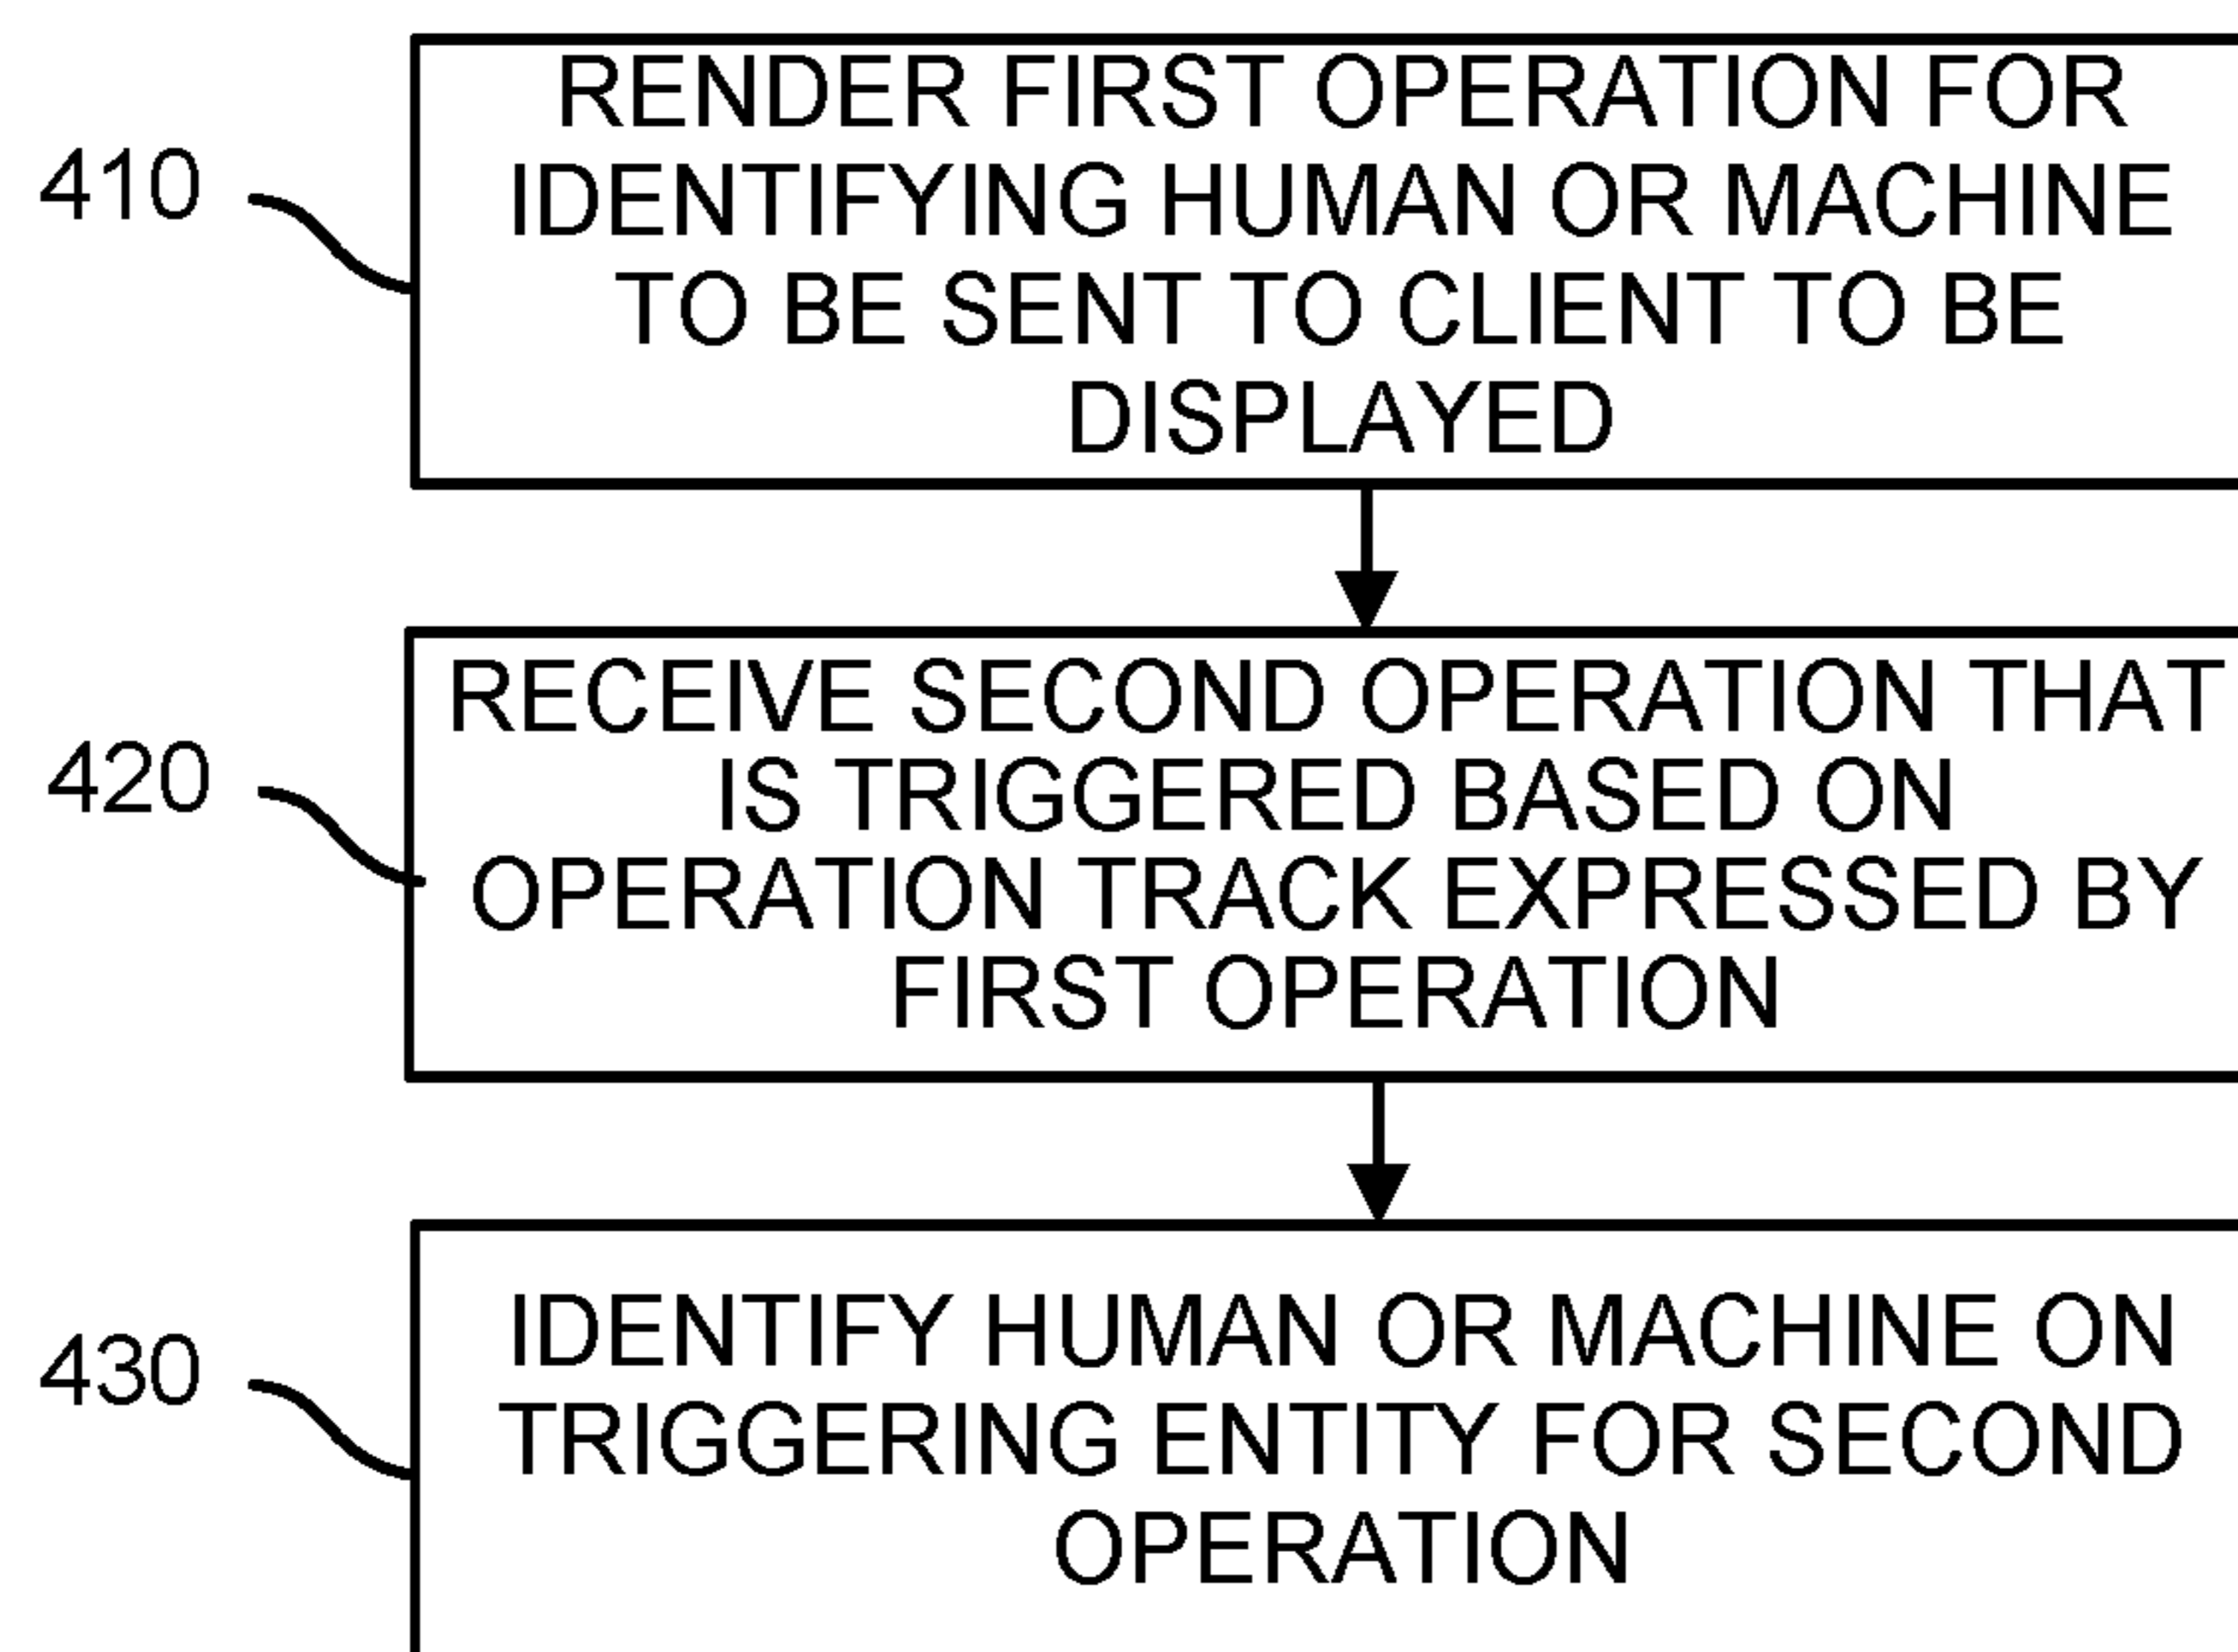 410
RENDER FIRST OPERATION FOR
IDENTIFYING HUMAN OR MACHINE
TO BE SENT TO CLIENT TO BE
DISPLAYED
420
RECEIVE SECOND OPERATION THAT
IS TRIGGERED BASED ON
OPERATION TRACK EXPRESSED BY
FIRST OPERATION
430
IDENTIFY HUMAN OR MACHINE ON
TRIGGERING ENTITY FOR SECOND
OPERATION